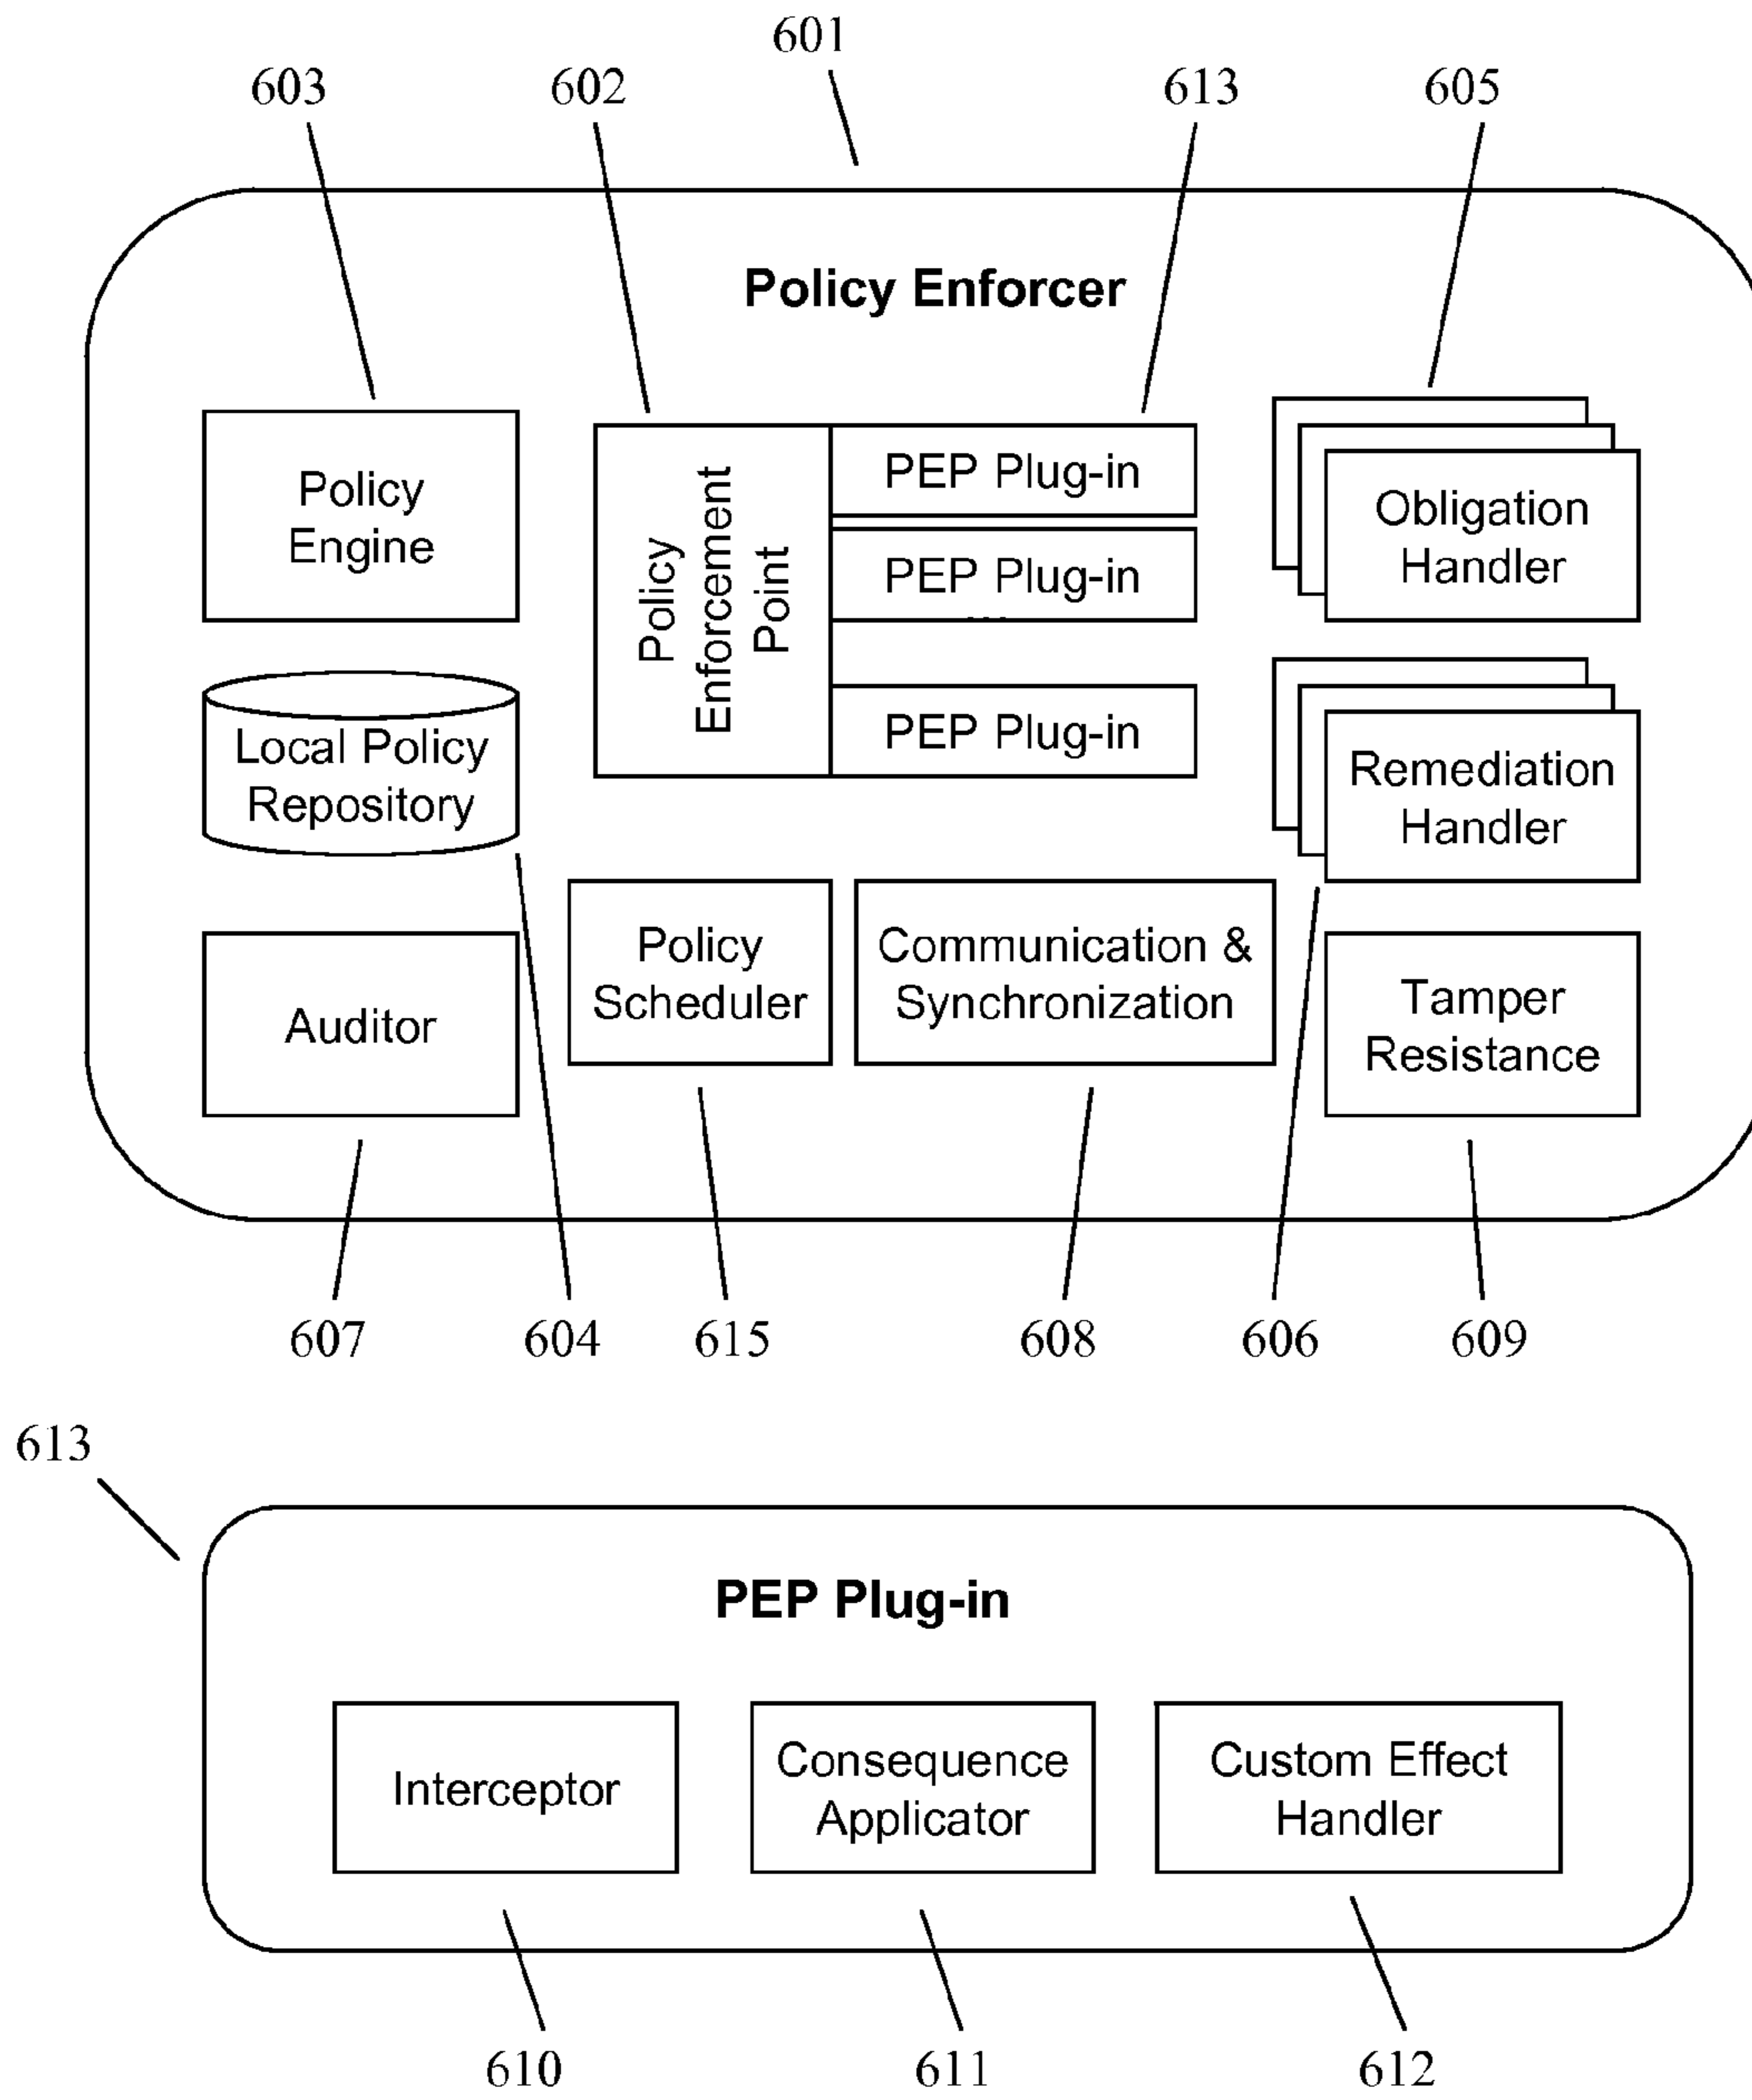 601
603
602
613
605
Policy Enforcer
Policy
Engine
Policy
Enforcement
Point
PEP Plug-in
PEP Plug-in
...
PEP Plug-in
Obligation
Handler
Local Policy
Repository
Remediation
Handler
Auditor
Policy
Scheduler
Communication &
Synchronization
Tamper
Resistance
607
604
615
608
606
609
613
PEP Plug-in
Interceptor
Consequence
Applicator
Custom Effect
Handler
610
611
612